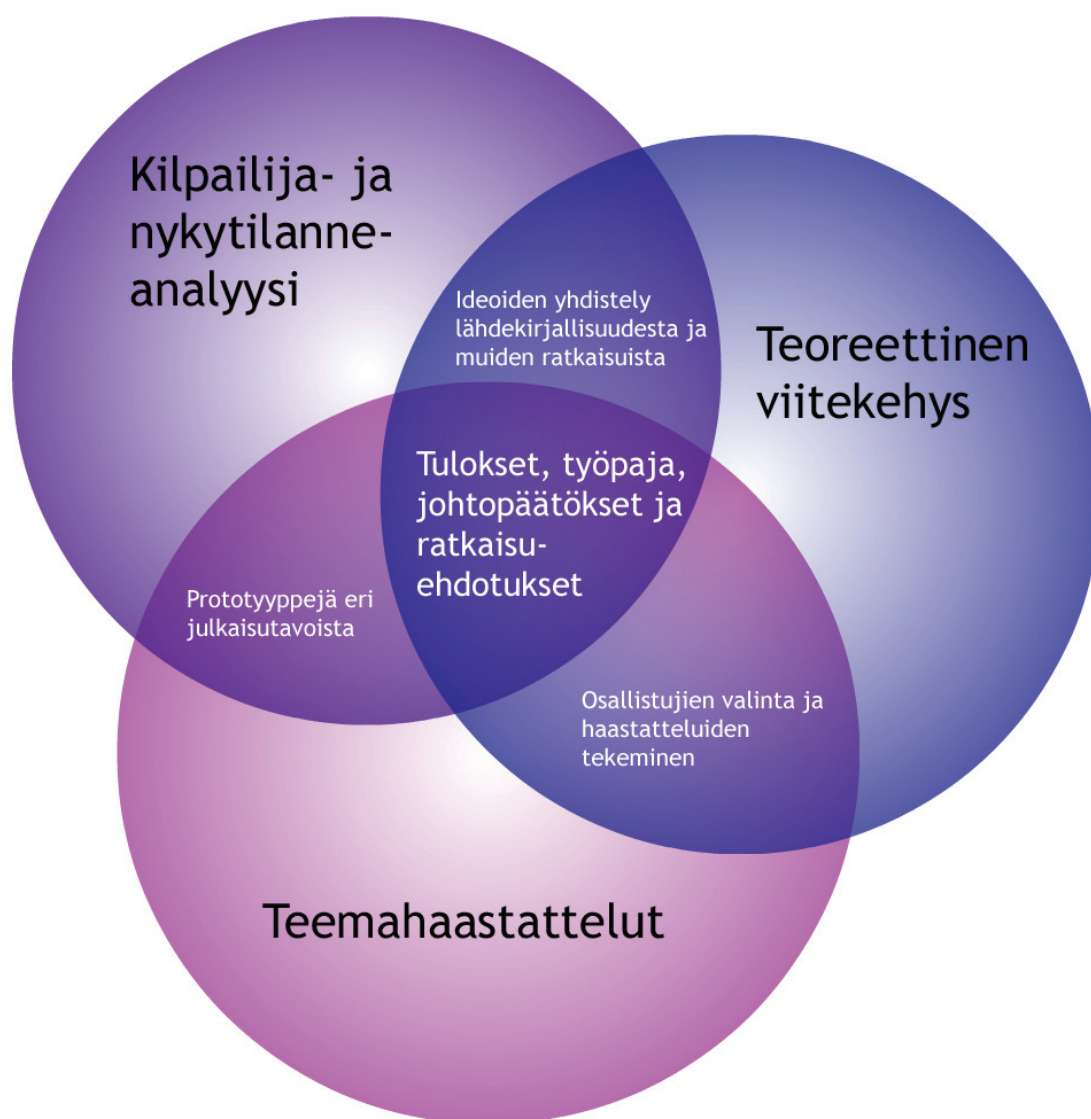 Kilpailija- ja
nykytilanne-
analyysi
Ideoiden yhdistely
lähdekirjallisuudesta ja
muiden ratkaisuista
Teoreettinen
viitekehys
Tulokset, työpaja,
johtopäätökset ja
ratkaisu-
ehdotukset
Prototyyppejä eri
julkaisutavoista
Osallistujien valinta ja
haastatteluiden
tekeminen
Teemahaastattelut